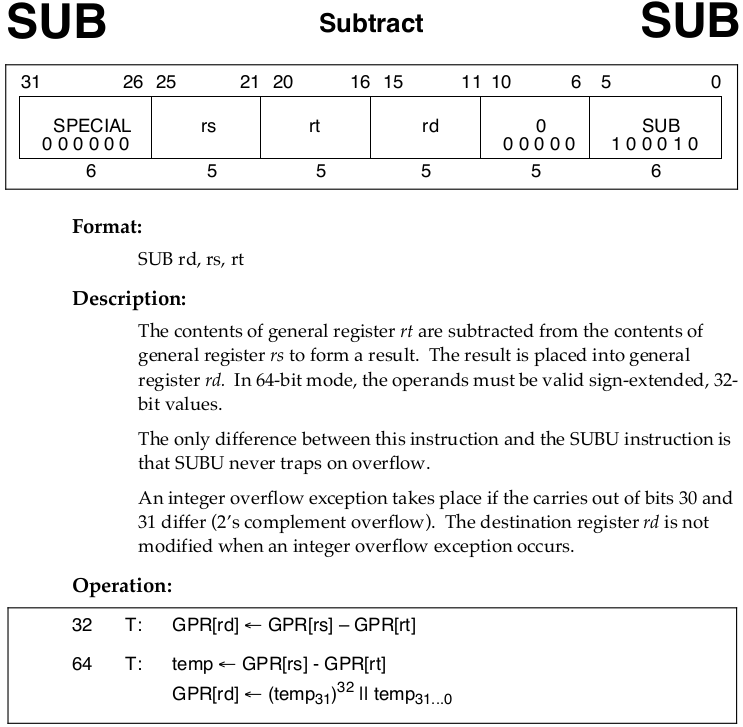 SUB Subtract SUB
31 26 25 21 20 16 15 11 10 6 5 0
SPECIAL rs rt rd 0 SUB
0 0 0 0 0 0 0 0 0 0 0 1 0 0 0 1 0
6 5 5 5 5 6
Format:
SUB rd, rs, rt
Description:
The contents of general register rt are subtracted from the contents of
general register rs to form a result. The result is placed into general
register rd. In 64-bit mode, the operands must be valid sign-extended, 32-
bit values.
The only difference between this instruction and the SUBU instruction is
that SUBU never traps on overflow.
An integer overflow exception takes place if the carries out of bits 30 and
31 differ (2’s complement overflow). The destination register rd is not
modified when an integer overflow exception occurs.
Operation:
32 T: GPR[rd] ← GPR[rs] – GPR[rt]
64 T: temp ← GPR[rs] - GPR[rt]
GPR[rd] ← (temp31)32 || temp31...0